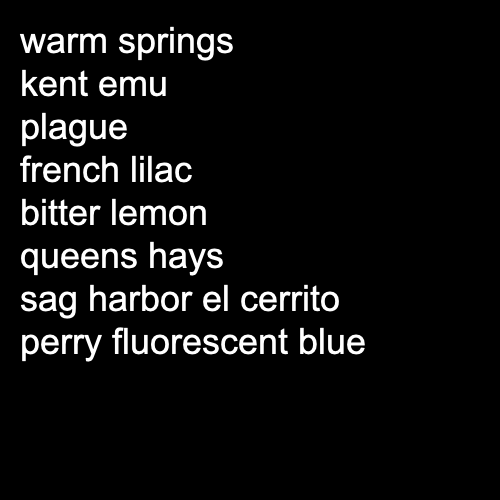 warm springs
kent emu
plague
french lilac
bitter lemon
queens hays
sag harbor el cerrito
perry fluorescent blue